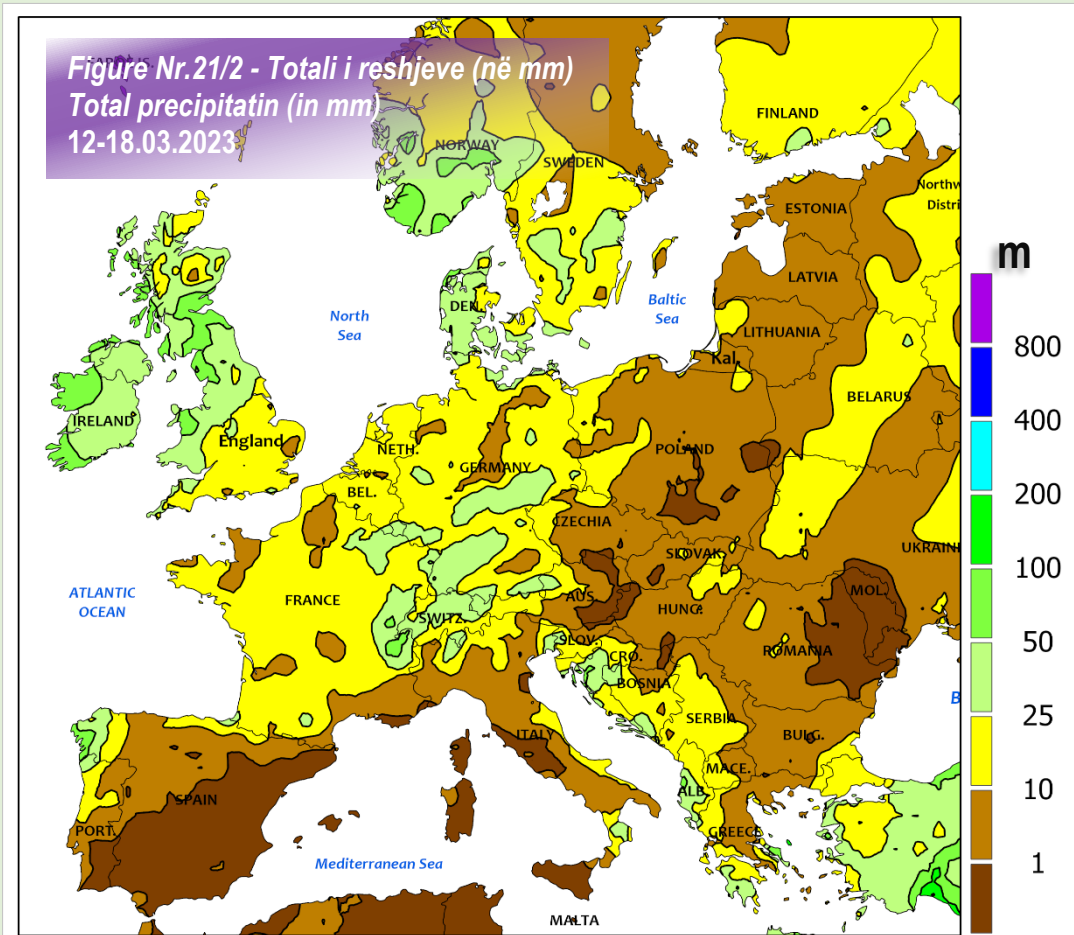 Figure Nr.21/2 - Totali i reshjeve (në mm)
Total precipitatin (in mm)
12-18.03.2023
NORWAY
SWEDEN
FINLAND
Northw
Distri
ESTONIA
LATVIA
LITHUANIA
Kal.
Baltic
Sea
North
Sea
DEN.
IRELAND
England
NETH.
BEL.
GERMANY
POLAND
BELARUS
CZECHIA
SLOVAK.
UKRAIN
ATLANTIC
OCEAN
FRANCE
SWITZ.
AUS.
HUNG.
MOL.
SLOV.
CRO.
BOSNIA
ROMANIA
SERBIA
BULG.
B
ITALY
MACE.
ALB.
GREECE
SPAIN
PORT.
Mediterranean Sea
MALTA
m
800
400
200
100
50
25
10
1